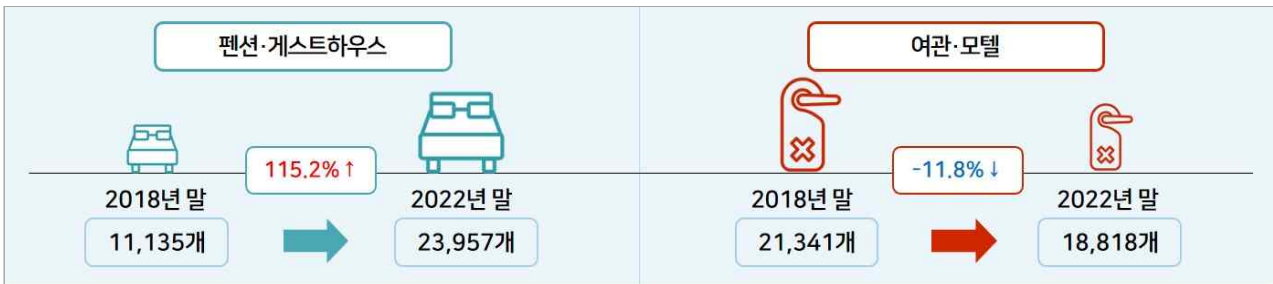 펜션·게스트하우스
여관·모텔
115.2%↑
-11.8%↓
2018년 말
2022년 말
2018년 말
2022년 말
11,135개
23,957개
21,341개
18,818개